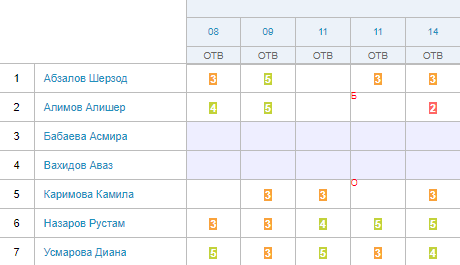 08 09 11 11 14
ОТВ ОТВ ОТВ ОТВ ОТВ
1 Абзалов Шерзод 3 5 3 3
2 Алимов Алишер 4 5 Б 2
3 Бабаева Асмира
4 Вахидов Аваз
5 Каримова Камила 3 3 О 3
6 Назаров Рустам 3 3 4 5 5
7 Усмарова Диана 5 3 5 3 4